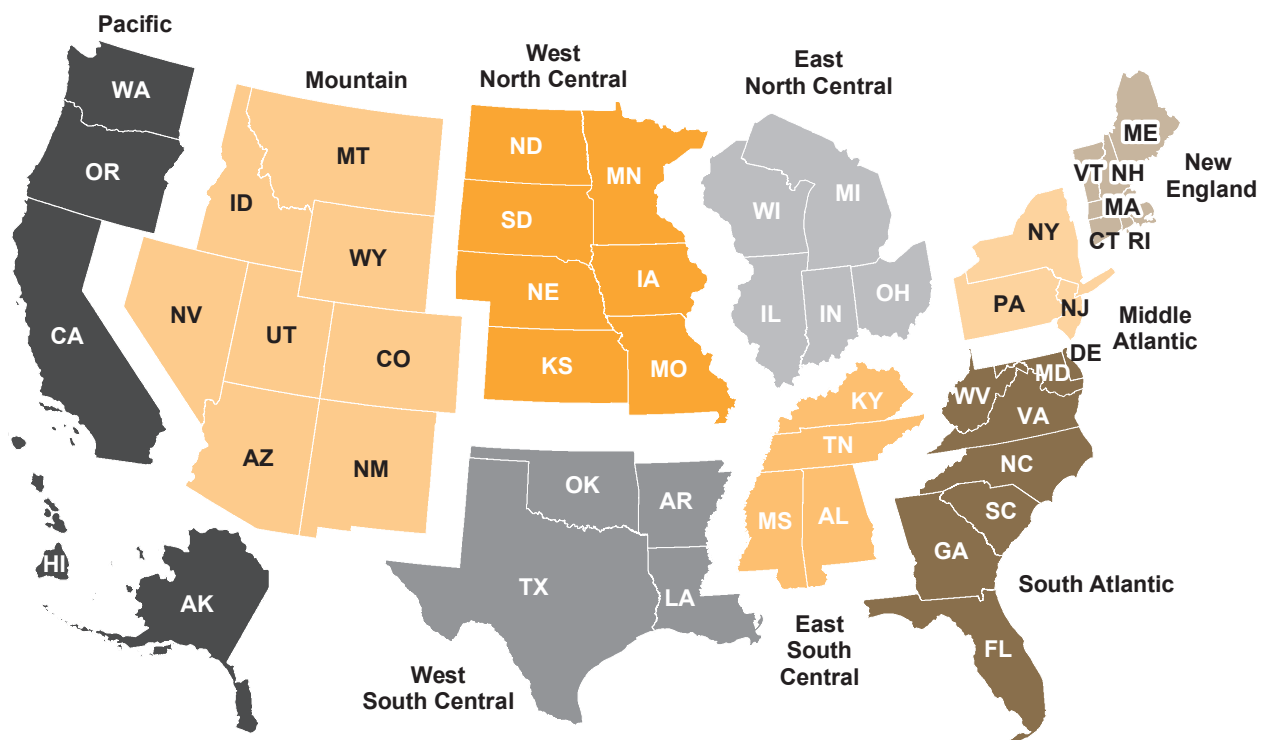 Pacific
WA
OR
CA
HI
AK
Mountain
MT
ID
WY
NV
UT
CO
AZ
NM
West
North Central
ND
MN
SD
IA
NE
KS
MO
East
North Central
MI
WI
IL
IN
OH
New
England
ME
VT NH
MA
CT RI
Middle
Atlantic
NY
PA
NJ
South Atlantic
DE
MD
WV
VA
NC
SC
GA
FL
East
South
Central
KY
TN
MS
AL
West
South Central
OK
AR
TX
LA